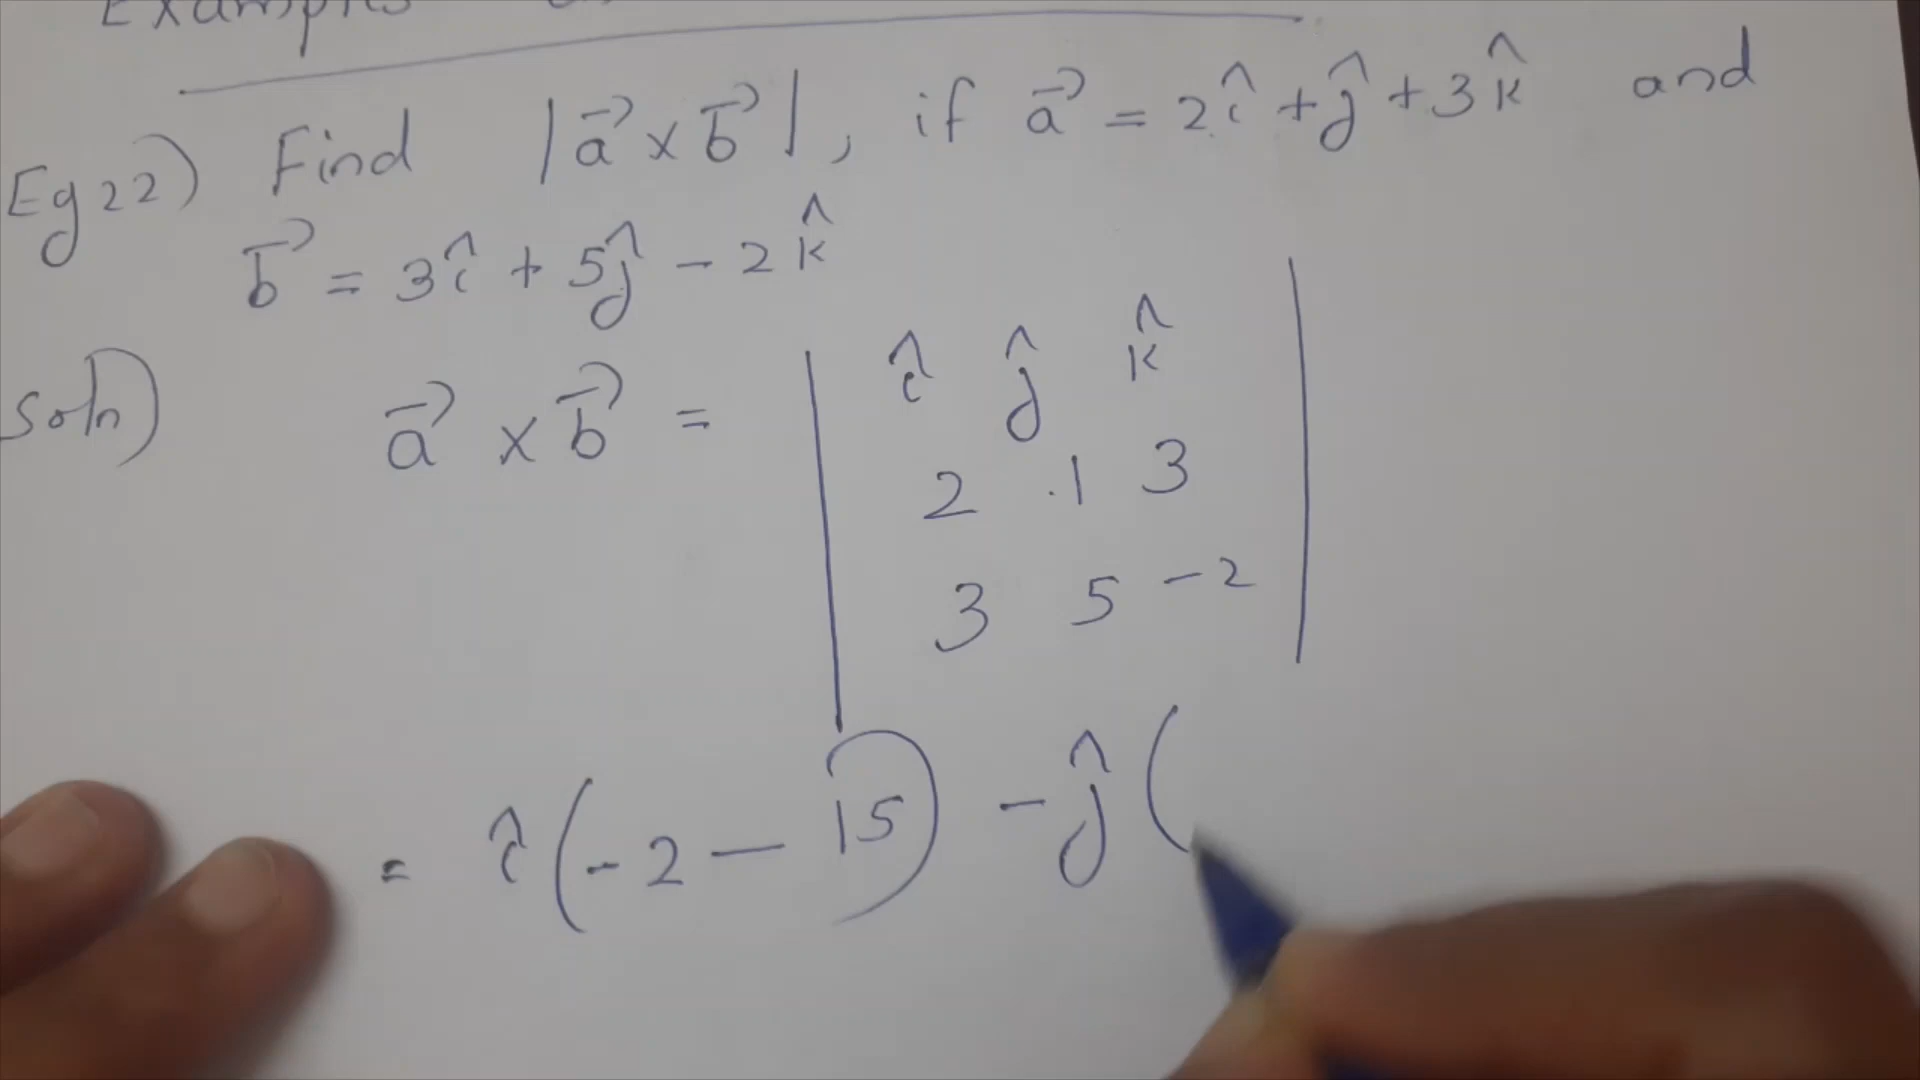 Examples
Eg 22) Find |a⃗ × b⃗|, if a⃗ = 2î + ĵ + 3k̂ and
b⃗ = 3î + 5ĵ - 2k̂
Soln) a⃗ × b⃗ = | î ĵ k̂ |
2 1 3
3 5 -2
= î(-2 - 15) - ĵ(